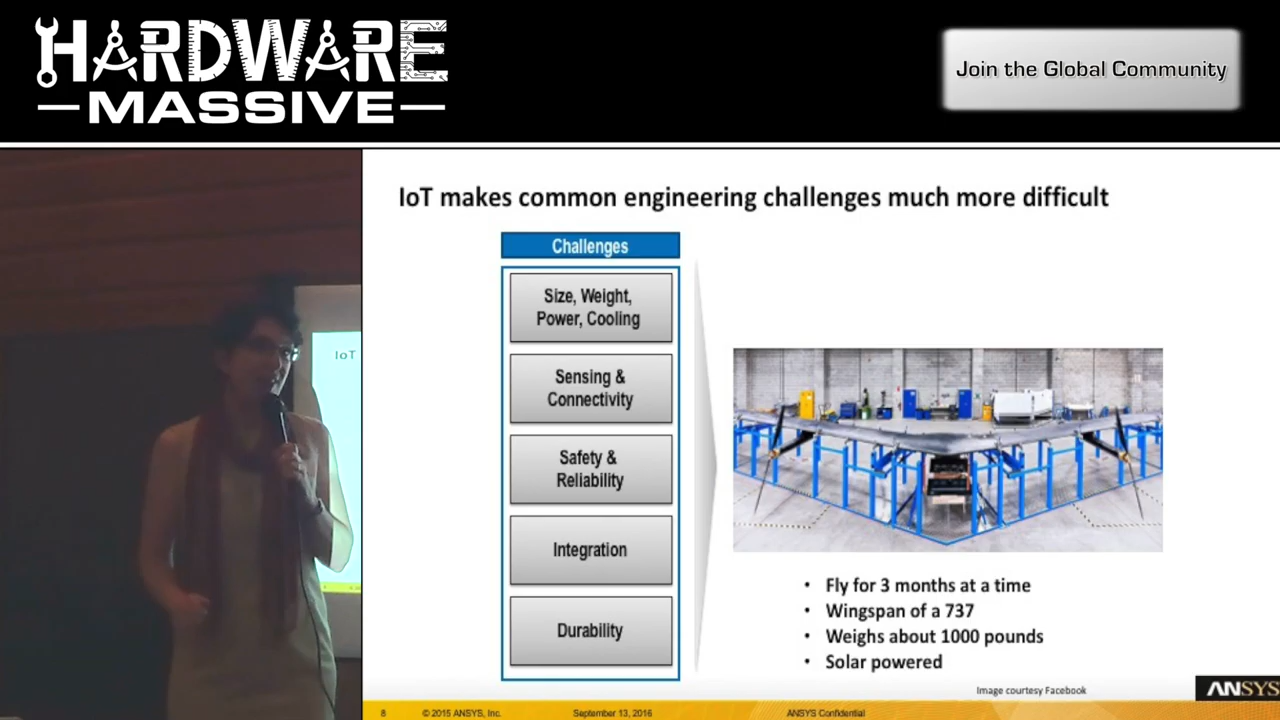 HARDWARE
MASSIVE
Join the Global Community
IoT
IoT makes common engineering challenges much more difficult
Challenges
Size, Weight,
Power, Cooling
Sensing &
Connectivity
Safety &
Reliability
Integration
Durability
• Fly for 3 months at a time
• Wingspan of a 737
• Weighs about 1000 pounds
• Solar powered
Image courtesy Facebook
ANSYS
8 © 2015 ANSYS, Inc. September 13, 2016 ANSYS Confidential